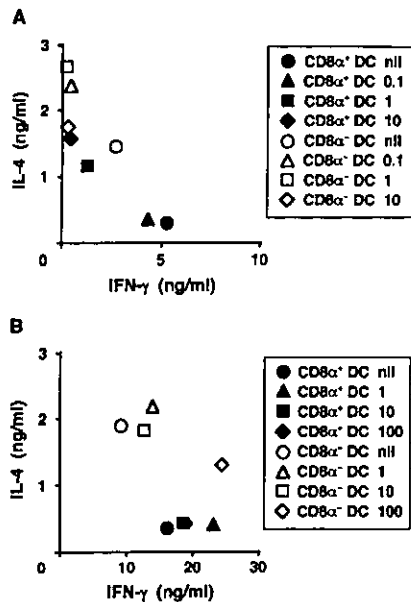 A
3
2
1
0
5
10
IL-4 (ng/ml)
IFN-γ (ng/ml)
CD8α⁺ DC nil
CD8α⁺ DC 0.1
CD8α⁺ DC 1
CD8α⁺ DC 10
CD8α⁻ DC nil
CD8α⁻ DC 0.1
CD8α⁻ DC 1
CD8α⁻ DC 10
B
3
2
1
0
10
20
30
IL-4 (ng/ml)
IFN-γ (ng/ml)
CD8α⁺ DC nil
CD8α⁺ DC 1
CD8α⁺ DC 10
CD8α⁺ DC 100
CD8α⁻ DC nil
CD8α⁻ DC 1
CD8α⁻ DC 10
CD8α⁻ DC 100